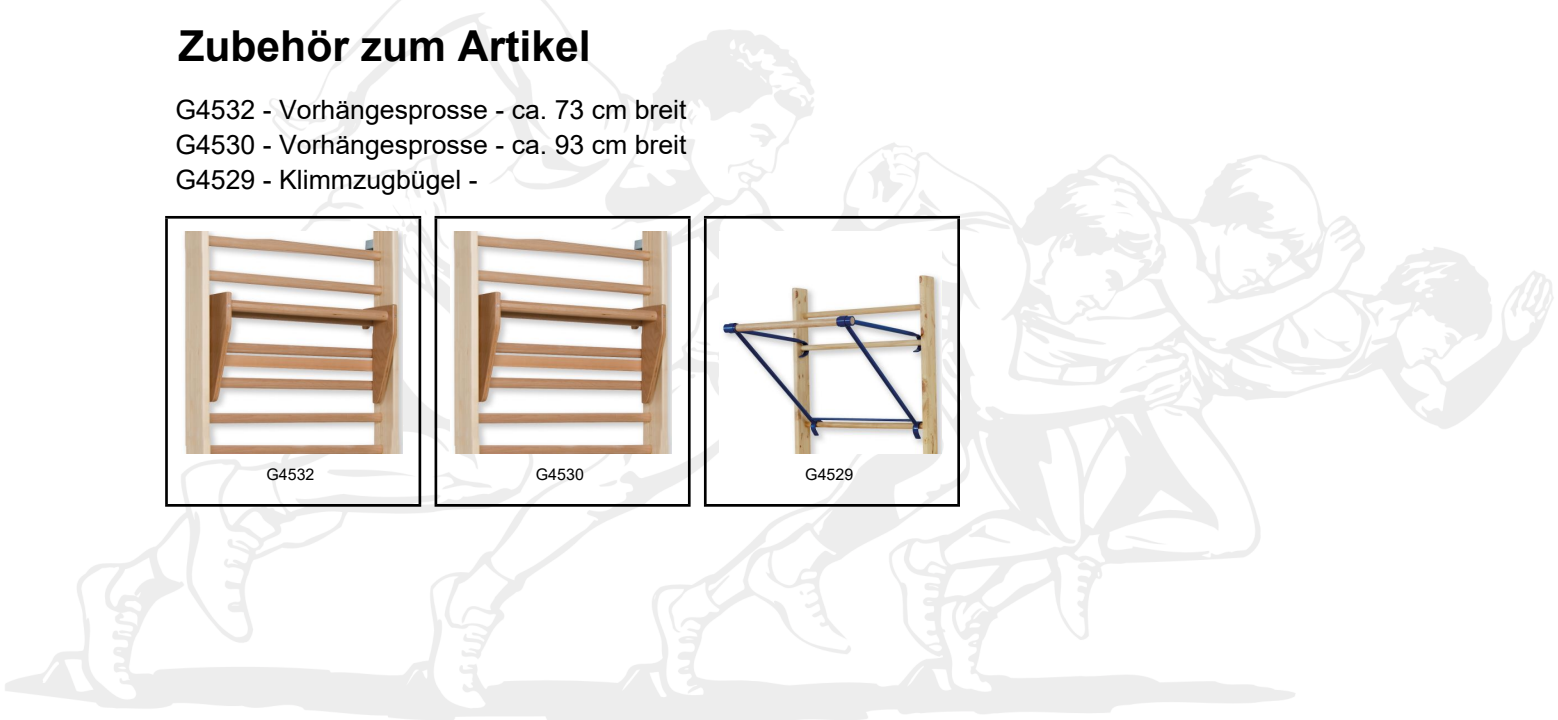 Zubehör zum Artikel
G4532 - Vorhängesprosse - ca. 73 cm breit
G4530 - Vorhängesprosse - ca. 93 cm breit
G4529 - Klimmzugbügel -
G4532
G4530
G4529